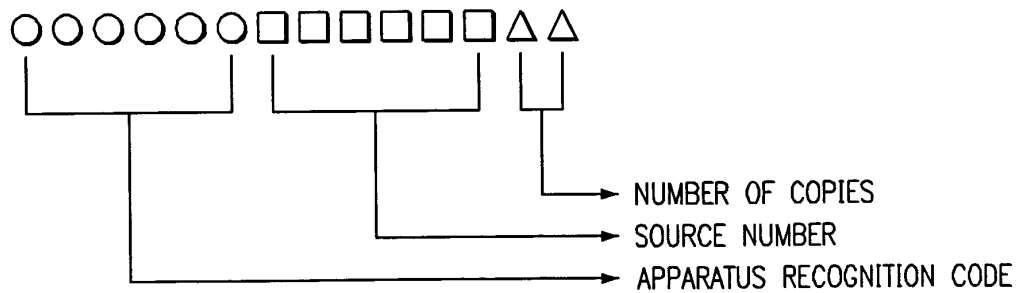 ○○○○○○□□□□□□△△
NUMBER OF COPIES
SOURCE NUMBER
APPARATUS RECOGNITION CODE